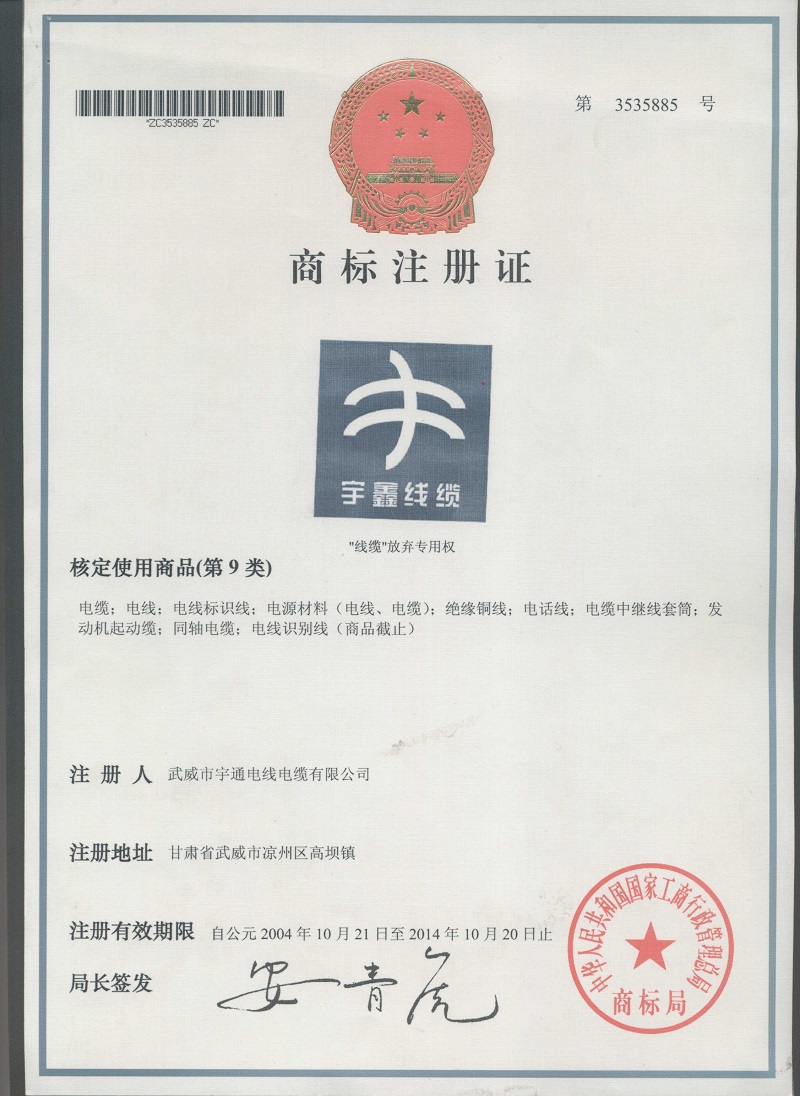 第 3535885 号
*ZC3535885 ZC*
商标注册证
宇鑫线缆
"线缆"放弃专用权
核定使用商品(第 9 类)
电缆；电线；电线标识线；电源材料（电线、电缆）；绝缘铜线；电话线；电缆中继线套筒；发
动机起动缆；同轴电缆；电线识别线（商品截止）
注 册 人 武威市宇通电线电缆有限公司
注册地址 甘肃省武威市凉州区高坝镇
注册有效期限 自公元 2004 年 10 月 21 日至 2014 年 10 月 20 日止
局长签发 安青虎
中华人民共和国国家工商行政管理总局
商标局